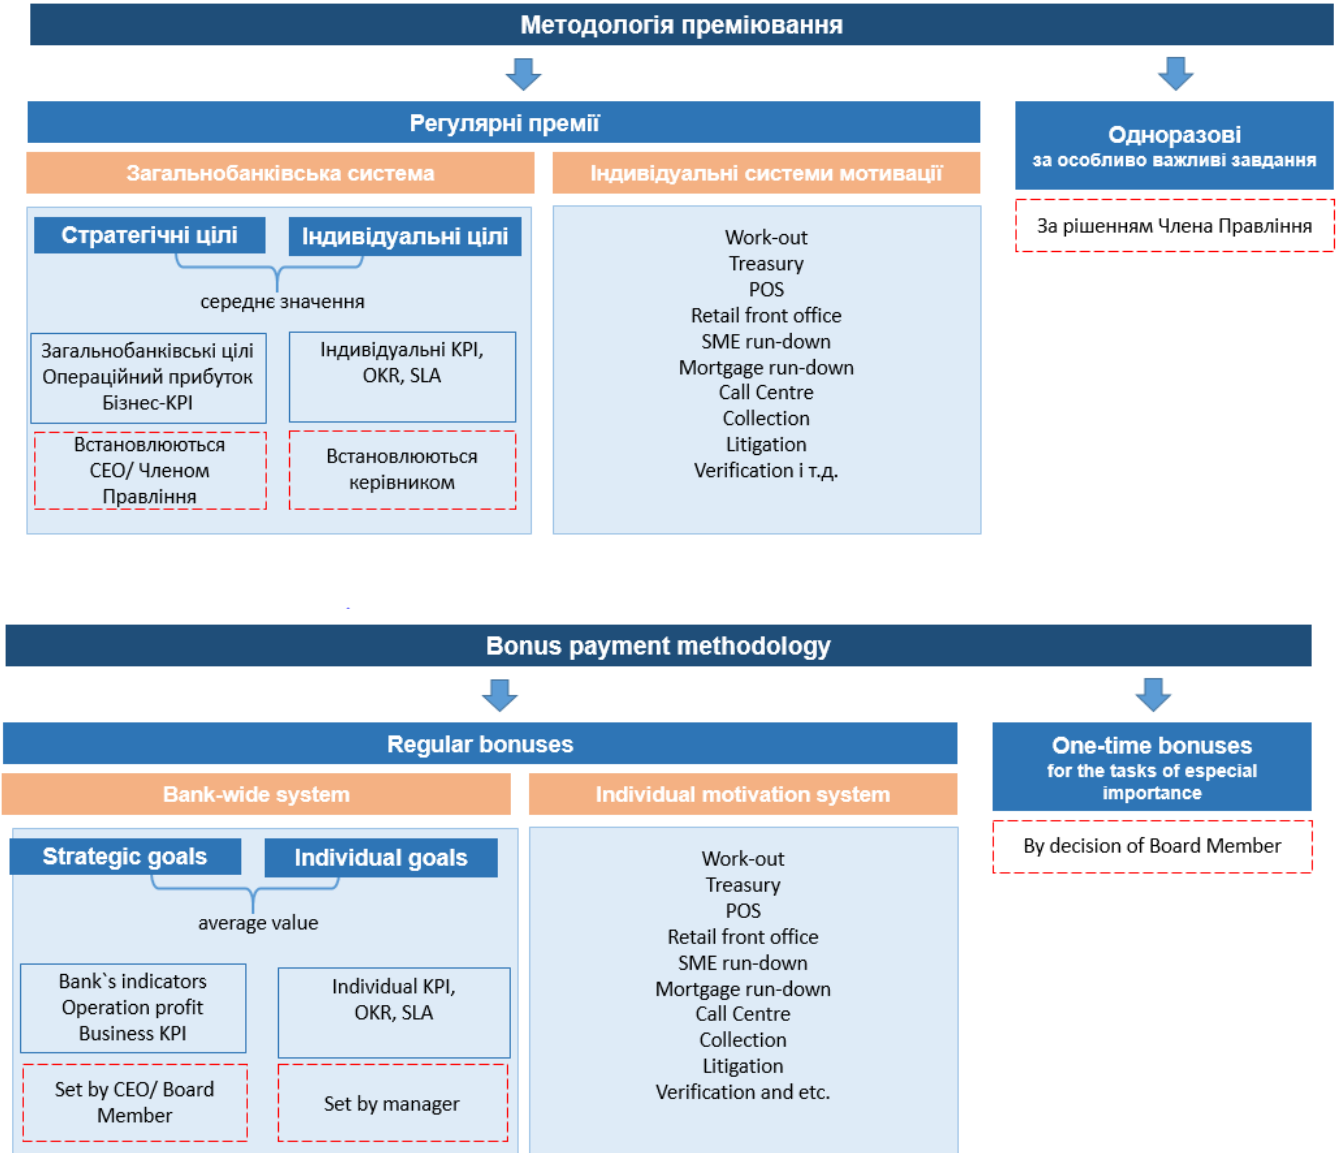 Методологія преміювання
Регулярні премії
Одноразові
за особливо важливі завдання
Загальнобанківська система
Індивідуальні системи мотивації
За рішенням Члена Правління
Стратегічні цілі
Індивідуальні цілі
середнє значення
Загальнобанківські цілі
Операційний прибуток
Бізнес-KPI
Індивідуальні KPI,
OKR, SLA
Встановлюються
CEO/ Членом
Правління
Встановлюються
керівником
Work-out
Treasury
POS
Retail front office
SME run-down
Mortgage run-down
Call Centre
Collection
Litigation
Verification і т.д.
Bonus payment methodology
Regular bonuses
One-time bonuses
for the tasks of especial
importance
Bank-wide system
Individual motivation system
By decision of Board Member
Strategic goals
Individual goals
average value
Bank`s indicators
Operation profit
Business KPI
Individual KPI,
OKR, SLA
Set by CEO/ Board
Member
Set by manager
Work-out
Treasury
POS
Retail front office
SME run-down
Mortgage run-down
Call Centre
Collection
Litigation
Verification and etc.